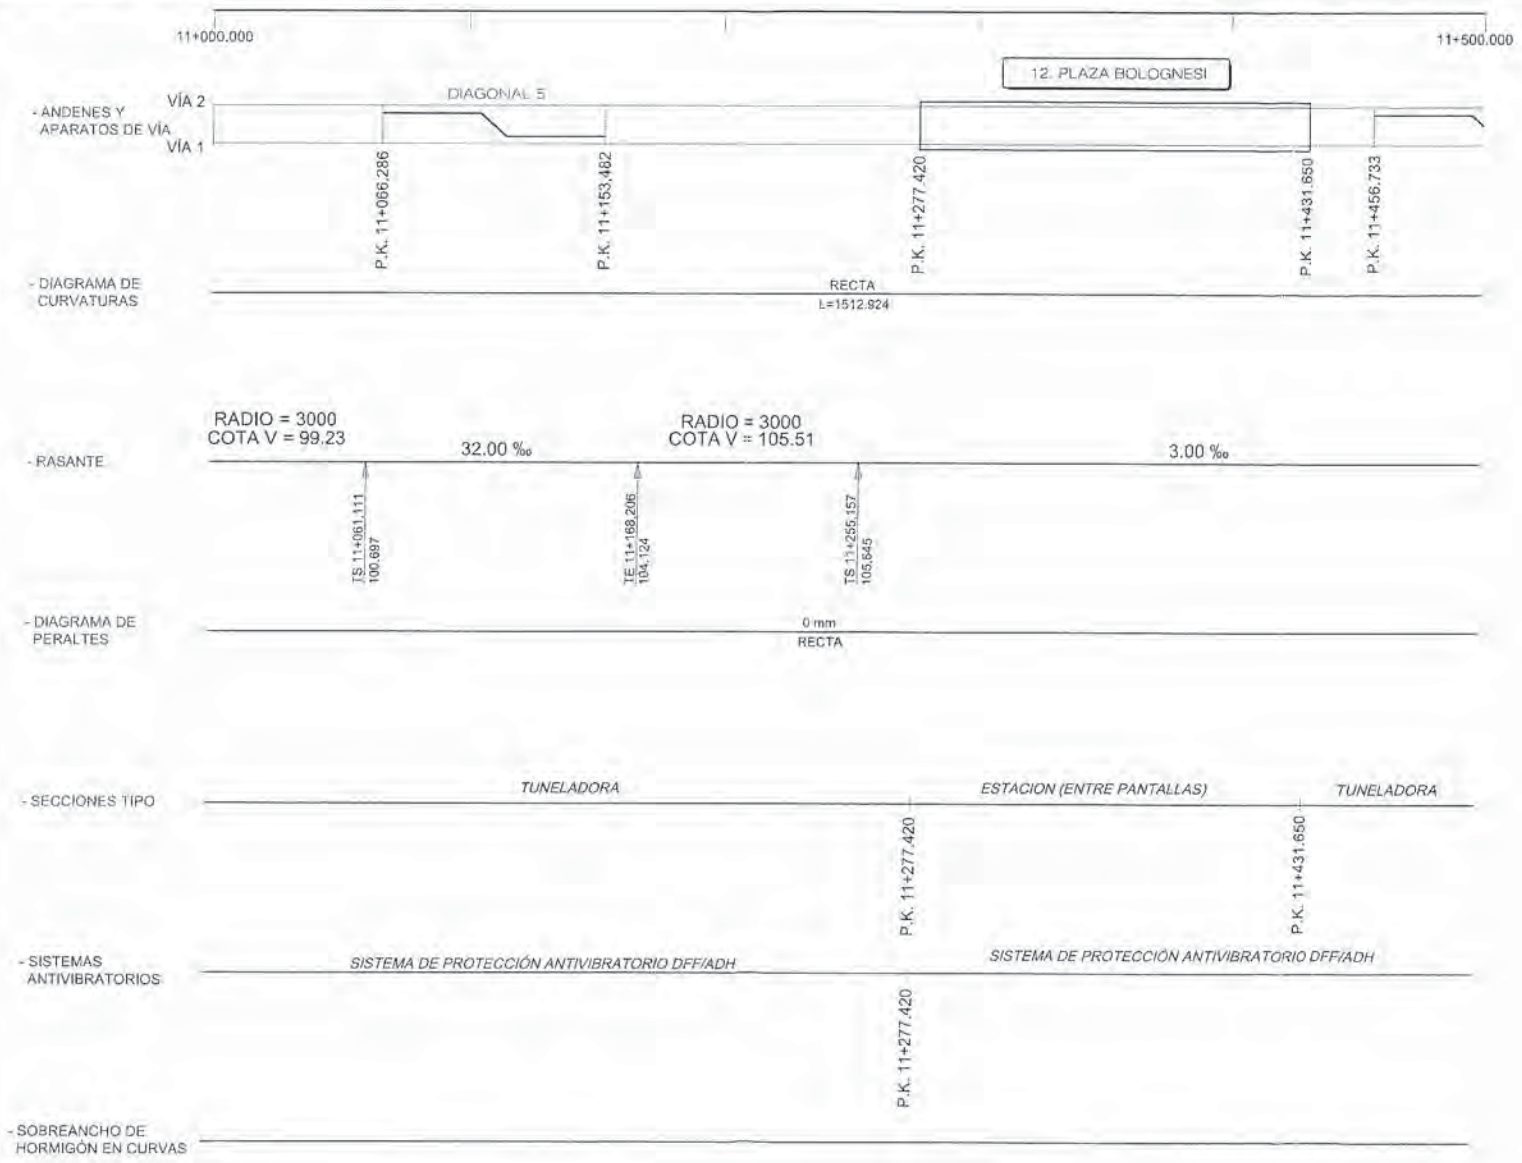 11+000.000
11+500.000
12. PLAZA BOLOGNESI
- ANDENES Y
APARATOS DE VÍA
VÍA 2
VÍA 1
DIAGONAL 5
P.K. 11+066.286
P.K. 11+153.482
P.K. 11+277.420
P.K. 11+431.650
P.K. 11+456.733
- DIAGRAMA DE
CURVATURAS
RECTA
L=1512.924
RADIO = 3000
COTA V = 99.23
RADIO = 3000
COTA V = 105.51
- RASANTE
32.00 ‰
3.00 ‰
TS 11+061.111
100.697
TE 11+168.206
104.124
TS 11+255.157
105.645
- DIAGRAMA DE
PERALTES
0 mm
RECTA
- SECCIONES TIPO
TUNELADORA
ESTACION (ENTRE PANTALLAS)
TUNELADORA
P.K. 11+277.420
P.K. 11+431.650
- SISTEMAS
ANTIVIBRATORIOS
SISTEMA DE PROTECCIÓN ANTIVIBRATORIO DFF/ADH
SISTEMA DE PROTECCIÓN ANTIVIBRATORIO DFF/ADH
P.K. 11+277.420
- SOBREANCHO DE
HORMIGÓN EN CURVAS